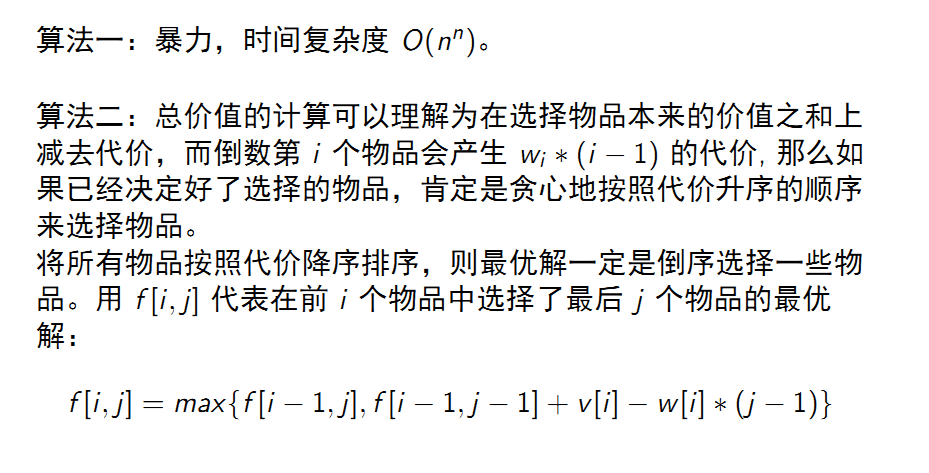 算法一：暴力，时间复杂度 O(nⁿ)。
算法二：总价值的计算可以理解为在选择物品本来的价值之和上
减去代价，而倒数第 i 个物品会产生 wᵢ ∗ (i − 1) 的代价, 那么如
果已经决定好了选择的物品，肯定是贪心地按照代价升序的顺序
来选择物品。
将所有物品按照代价降序排序，则最优解一定是倒序选择一些物
品。用 f[i, j] 代表在前 i 个物品中选择了最后 j 个物品的最优
解：
f[i, j] = max{f[i − 1, j], f[i − 1, j − 1] + v[i] − w[i] ∗ (j − 1)}